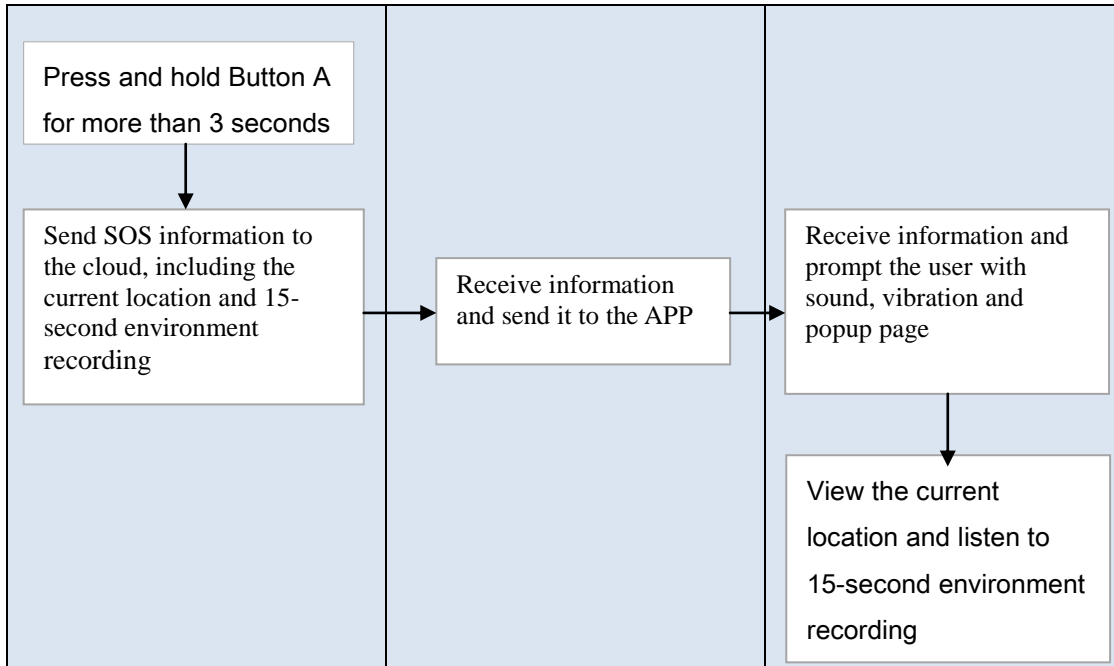 Press and hold Button A
for more than 3 seconds
Send SOS information to
the cloud, including the
current location and 15-
second environment
recording
Receive information
and send it to the APP
Receive information and
prompt the user with
sound, vibration and
popup page
View the current
location and listen to
15-second environment
recording